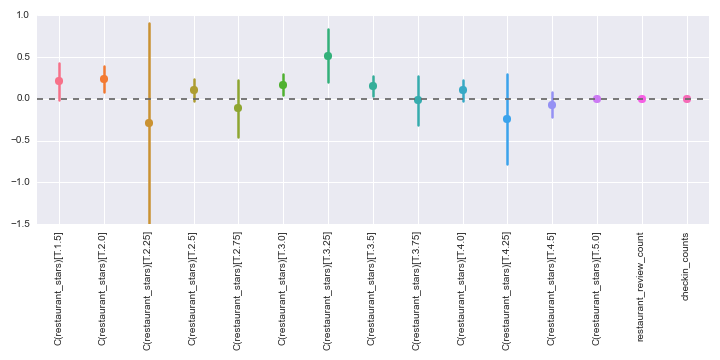 1.0
0.5
0.0
−0.5
−1.0
−1.5
C(restaurant_stars)[T.1.5]
C(restaurant_stars)[T.2.0]
C(restaurant_stars)[T.2.25]
C(restaurant_stars)[T.2.5]
C(restaurant_stars)[T.2.75]
C(restaurant_stars)[T.3.0]
C(restaurant_stars)[T.3.25]
C(restaurant_stars)[T.3.5]
C(restaurant_stars)[T.3.75]
C(restaurant_stars)[T.4.0]
C(restaurant_stars)[T.4.25]
C(restaurant_stars)[T.4.5]
C(restaurant_stars)[T.5.0]
restaurant_review_count
checkin_counts